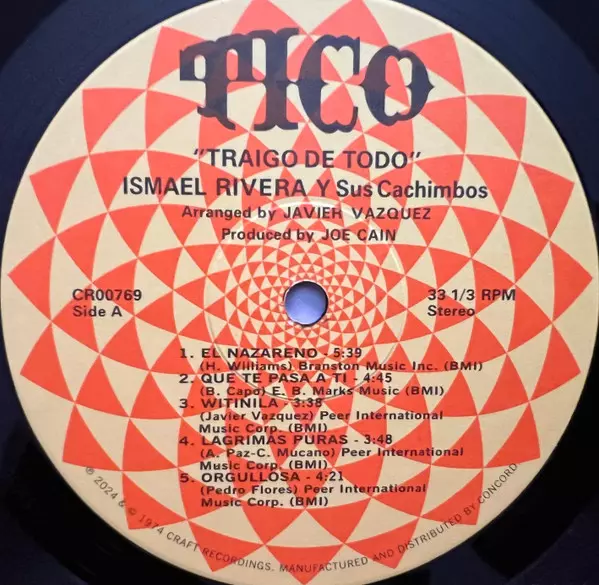 TICO
"TRAIGO DE TODO"
ISMAEL RIVERA Y Sus Cachimbos
Arranged by JAVIER VAZQUEZ
Produced by JOE CAIN
CR00769
Side A
33 1/3 RPM
Stereo
1. EL NAZARENO - 5:39
(H. Williams) Branston Music Inc. (BMI)
2. QUE TE PASA A TI - 4:45
(B. Capo) E. B. Marks Music (BMI)
3. WITINILA - 3:38
(Javier Vazquez) Peer International
Music Corp. (BMI)
4. LAGRIMAS PURAS - 3:48
(A. Paz-C. Mucano) Peer International
Music Corp. (BMI)
5. ORGULLOSA - 4:21
(Pedro Flores) Peer International
Music Corp. (BMI)
℗ 2024 & © 1974 CRAFT RECORDINGS. MANUFACTURED AND DISTRIBUTED BY CONCORD.